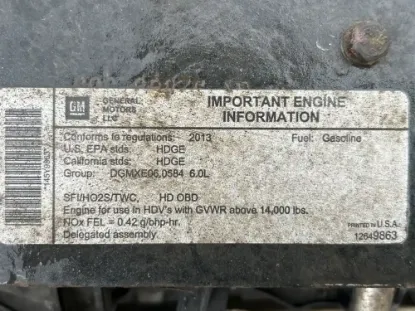 GM
GENERAL
MOTORS
LLC
IMPORTANT ENGINE
INFORMATION
Conforms to regulations: 2013 Fuel: Gasoline
U.S. EPA stds: HDGE
California stds: HDGE
Group: DGMXE06.0584 6.0L
SFI/HO2S/TWC, HD OBD
Engine for use in HDV's with GVWR above 14,000 lbs.
NOx FEL = 0.42 g/bhp-hr.
Delegated assembly.
PRINTED IN U.S.A.
12649863